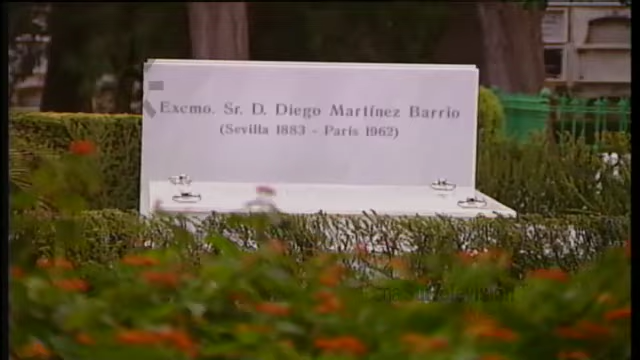 Excmo. Sr. D. Diego Martínez Barrio
(Sevilla 1883 - París 1962)